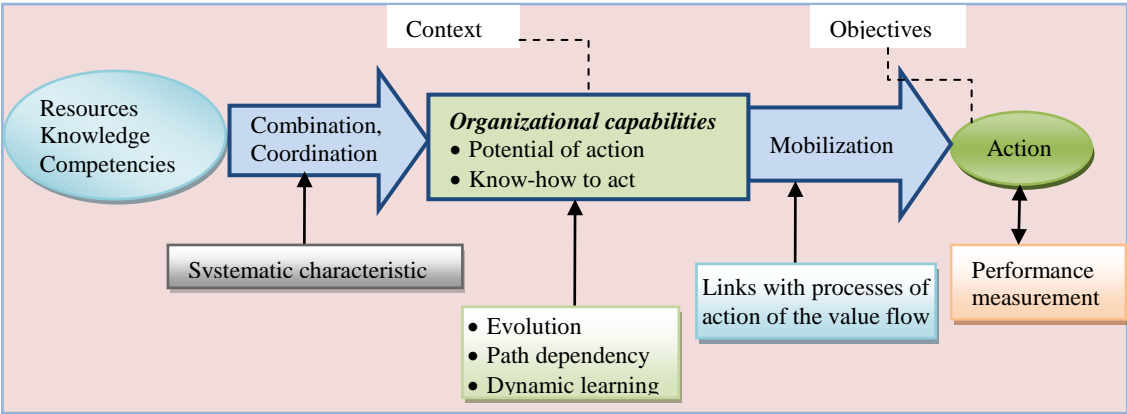 Context
Objectives
Resources
Knowledge
Competencies
Combination,
Coordination
Organizational capabilities
• Potential of action
• Know-how to act
Mobilization
Action
Systematic characteristic
Links with processes of
action of the value flow
Performance
measurement
• Evolution
• Path dependency
• Dynamic learning